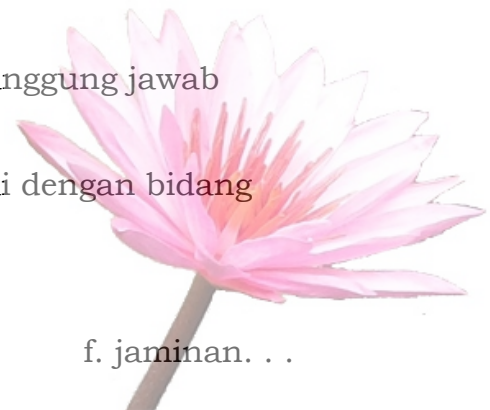 nggung jawab
i dengan bidang
f. jaminan. . .